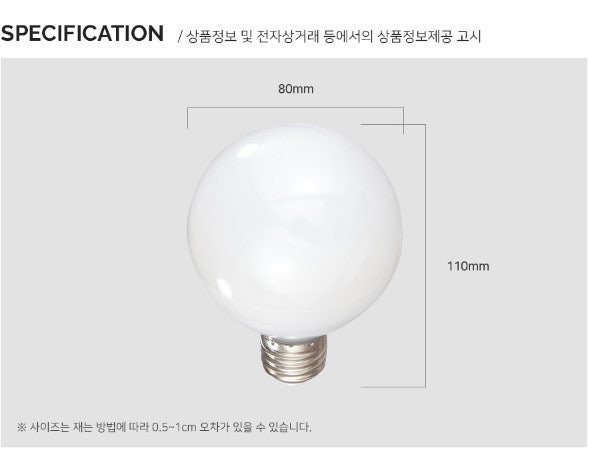 SPECIFICATION / 상품정보 및 전자상거래 등에서의 상품정보제공 고시
80mm
110mm
※ 사이즈는 재는 방법에 따라 0.5~1cm 오차가 있을 수 있습니다.